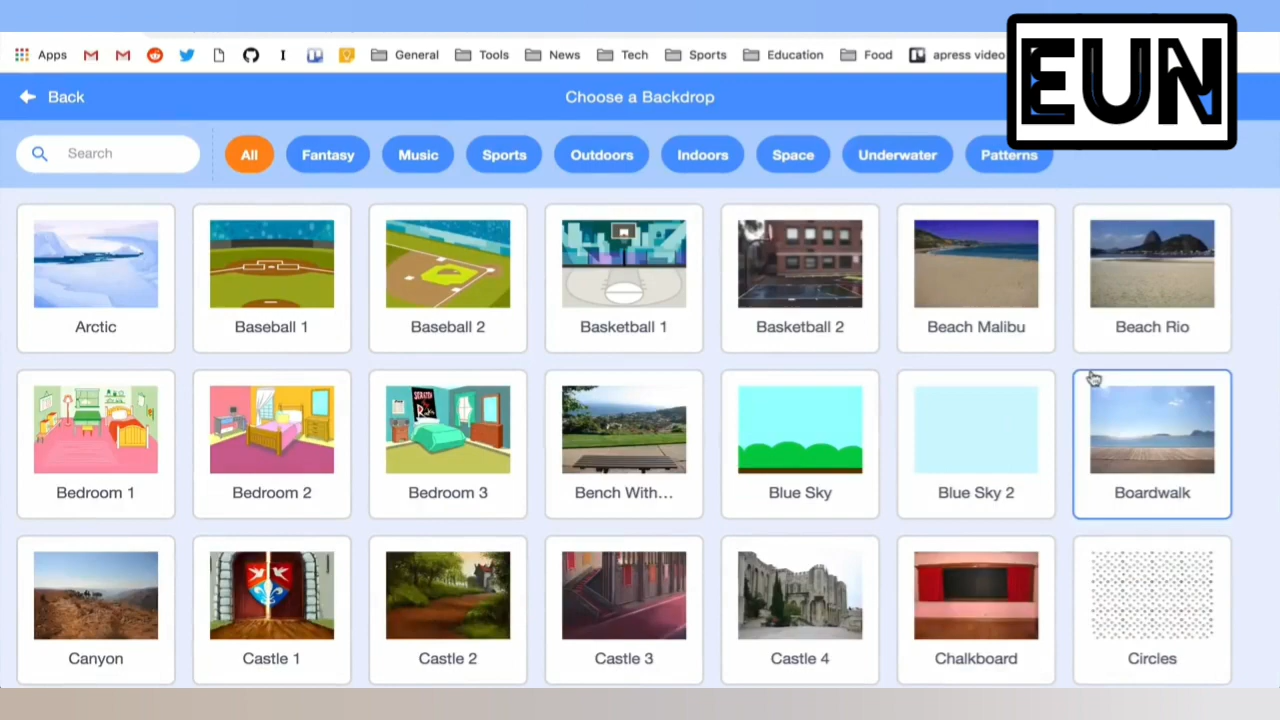 Apps General Tools News Tech Sports Education Food apress video
EUN
Back Choose a Backdrop
Search All Fantasy Music Sports Outdoors Indoors Space Underwater Patterns
Arctic Baseball 1 Baseball 2 Basketball 1 Basketball 2 Beach Malibu Beach Rio
SCRATCH
Bedroom 1 Bedroom 2 Bedroom 3 Bench With... Blue Sky Blue Sky 2 Boardwalk
Canyon Castle 1 Castle 2 Castle 3 Castle 4 Chalkboard Circles